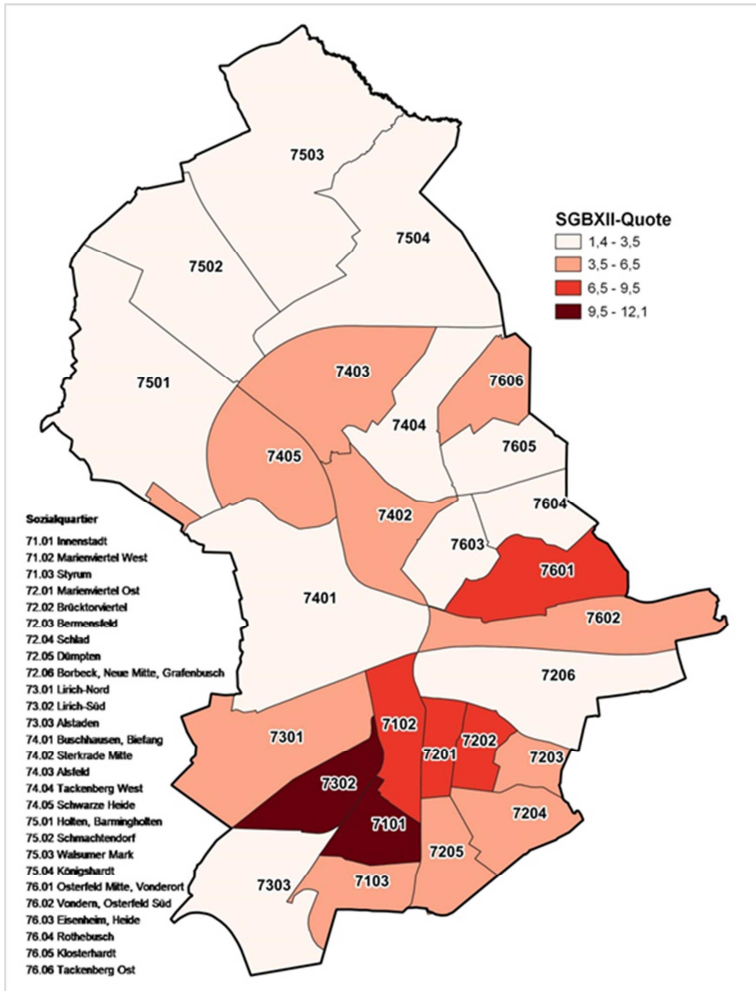 7503
7504
7502
SGBXII-Quote
1,4 - 3,5
3,5 - 6,5
6,5 - 9,5
9,5 - 12,1
7501
7403
7606
7404
7605
7405
7604
7402
7603
7601
7401
7602
7206
7301
7102
7201
7202
7203
7302
7101
7204
7205
7303
7103
Sozialquartier
71.01 Innenstadt
71.02 Marienviertel West
71.03 Styrum
72.01 Marienviertel Ost
72.02 Brücktorviertel
72.03 Bermensfeld
72.04 Schlad
72.05 Dümpten
72.06 Borbeck, Neue Mitte, Grafenbusch
73.01 Lirich-Nord
73.02 Lirich-Süd
73.03 Alstaden
74.01 Buschhausen, Biefang
74.02 Sterkrade Mitte
74.03 Alsfeld
74.04 Tackenberg West
74.05 Schwarze Heide
75.01 Holten, Barmingholten
75.02 Schmachtendorf
75.03 Walsumer Mark
75.04 Königshardt
76.01 Osterfeld Mitte, Vonderort
76.02 Vondern, Osterfeld Süd
76.03 Eisenheim, Heide
76.04 Rothebusch
76.05 Klosterhardt
76.06 Tackenberg Ost